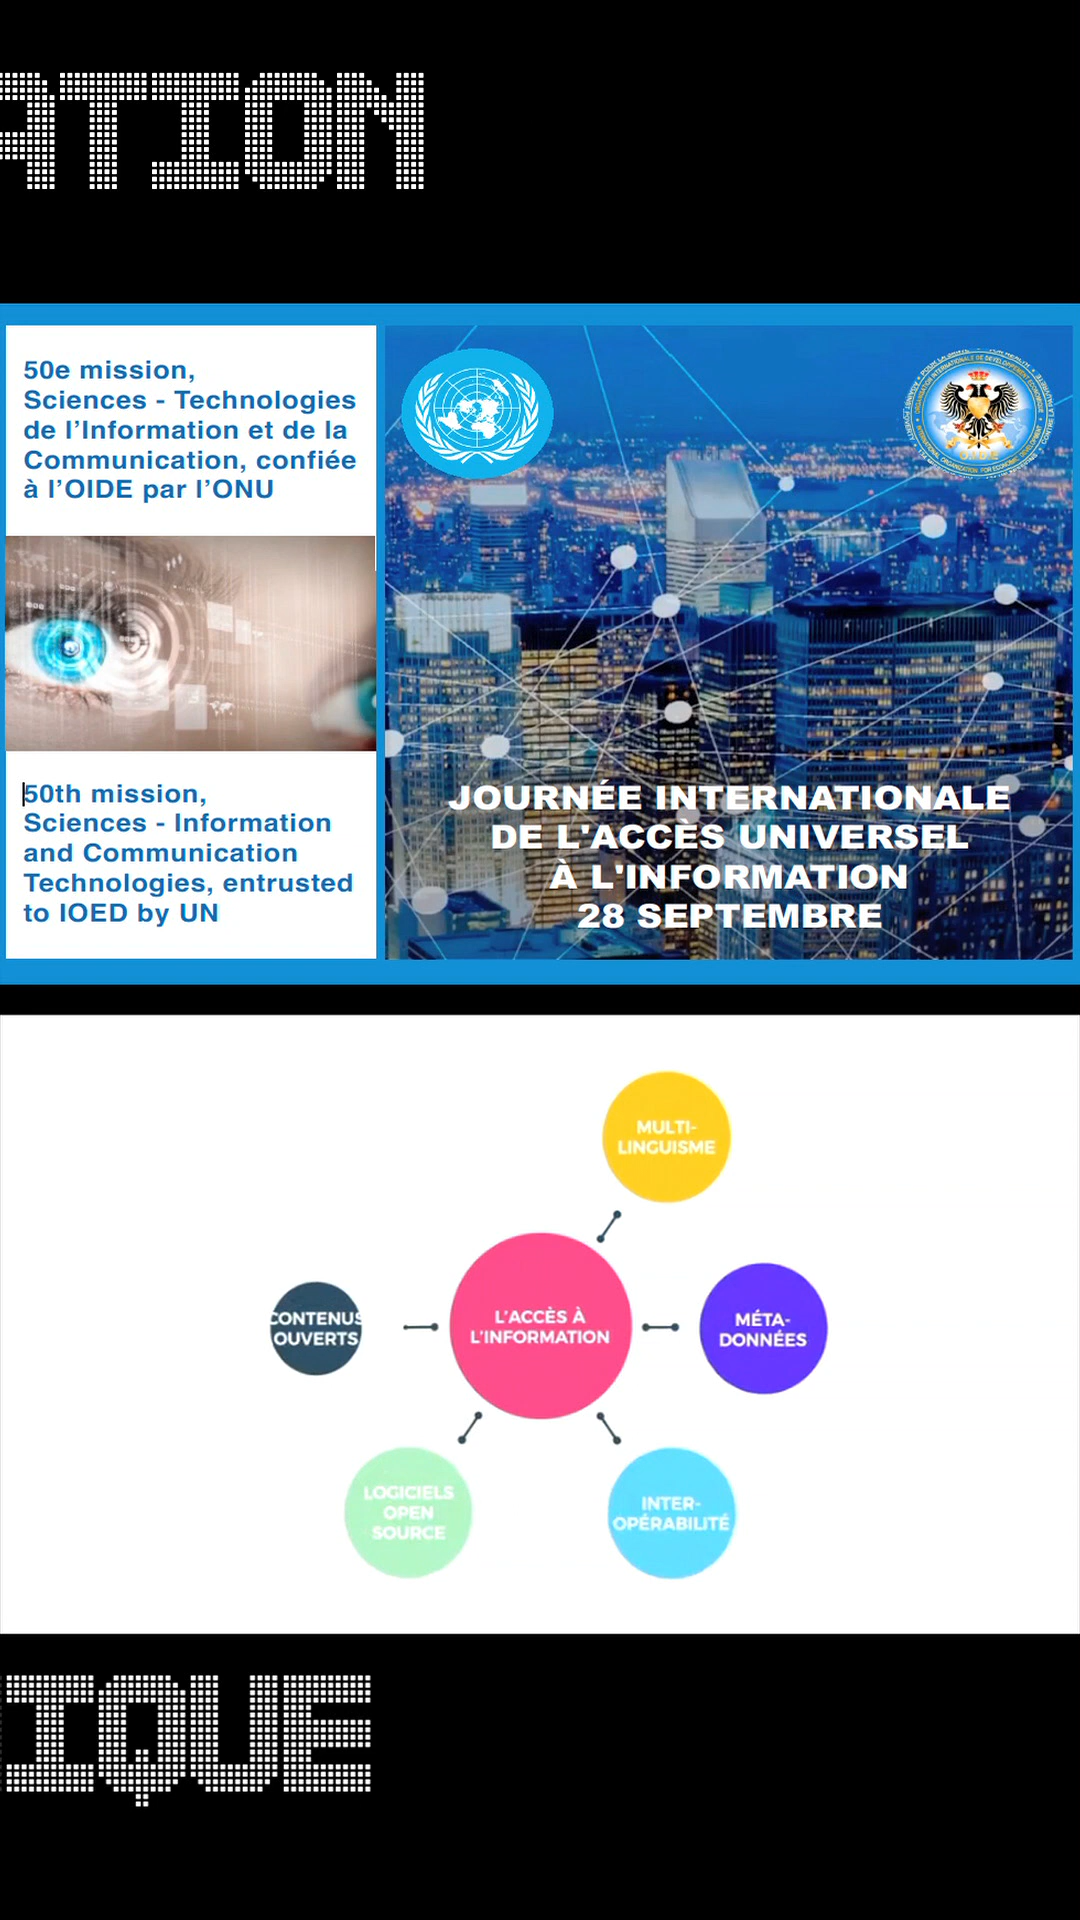 ATION
50e mission,
Sciences - Technologies
de l’Information et de la
Communication, confiée
à l’OIDE par l’ONU
50th mission,
Sciences - Information
and Communication
Technologies, entrusted
to IOED by UN
JOURNÉE INTERNATIONALE
DE L'ACCÈS UNIVERSEL
À L'INFORMATION
28 SEPTEMBRE
MULTI-
LINGUISME
L'ACCÈS À
L'INFORMATION
CONTENUS
OUVERTS
MÉTA-
DONNÉES
LOGICIELS
OPEN
SOURCE
INTER-
OPÉRABILITÉ
IQUE